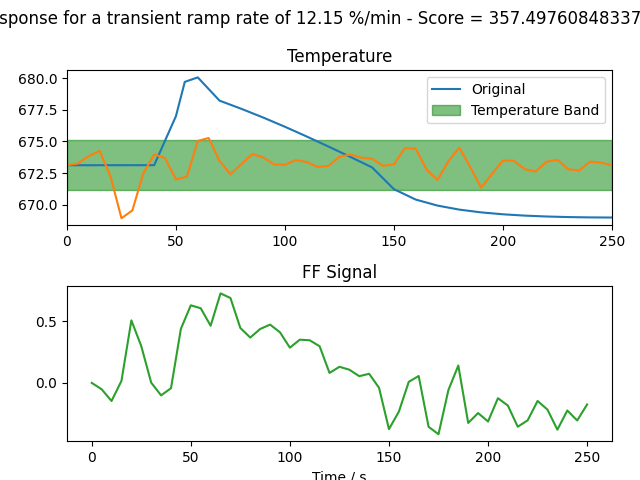 sponse for a transient ramp rate of 12.15 %/min - Score = 357.49760848337
Temperature
680.0
677.5
675.0
672.5
670.0
Original
Temperature Band
0 50 100 150 200 250
FF Signal
0.5
0.0
0 50 100 150 200 250
Time / s